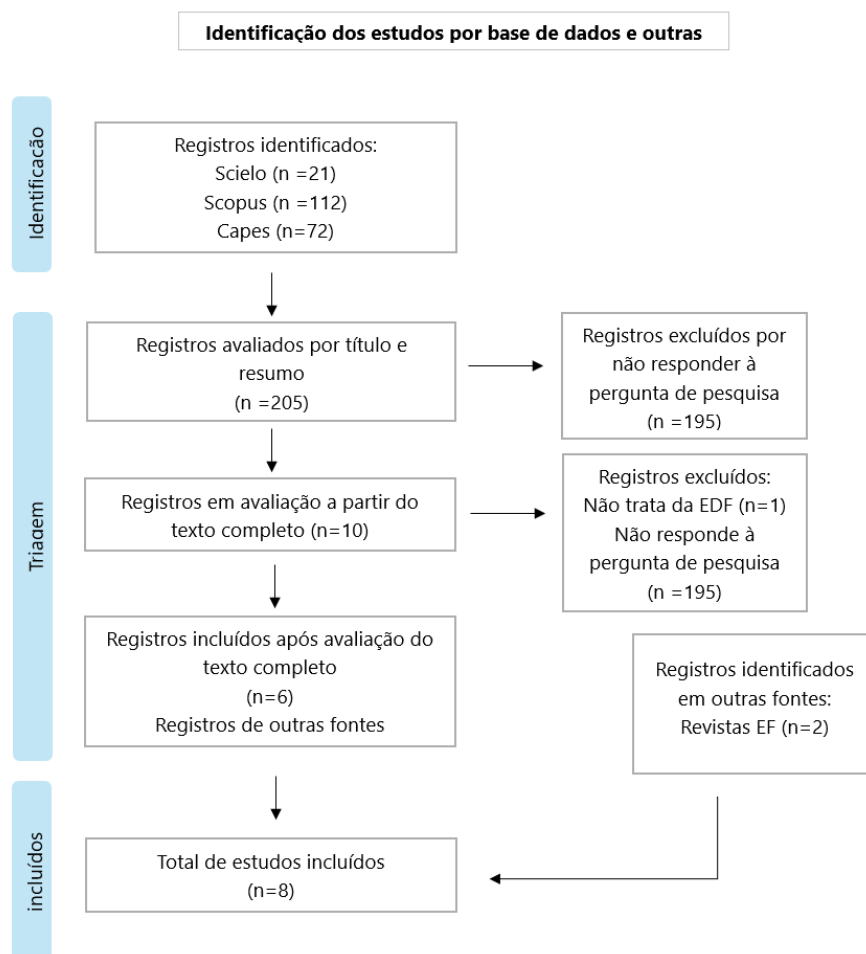 Identificação dos estudos por base de dados e outras
Identificação
Registros identificados:
Scielo (n =21)
Scopus (n =112)
Capes (n=72)
Triagem
Registros avaliados por título e
resumo
(n =205)
Registros excluídos por
não responder à
pergunta de pesquisa
(n =195)
Registros em avaliação a partir do
texto completo (n=10)
Registros excluídos:
Não trata da EDF (n=1)
Não responde à
pergunta de pesquisa
(n =195)
Registros incluídos após avaliação do
texto completo
(n=6)
Registros de outras fontes
Registros identificados
em outras fontes:
Revistas EF (n=2)
incluídos
Total de estudos incluídos
(n=8)